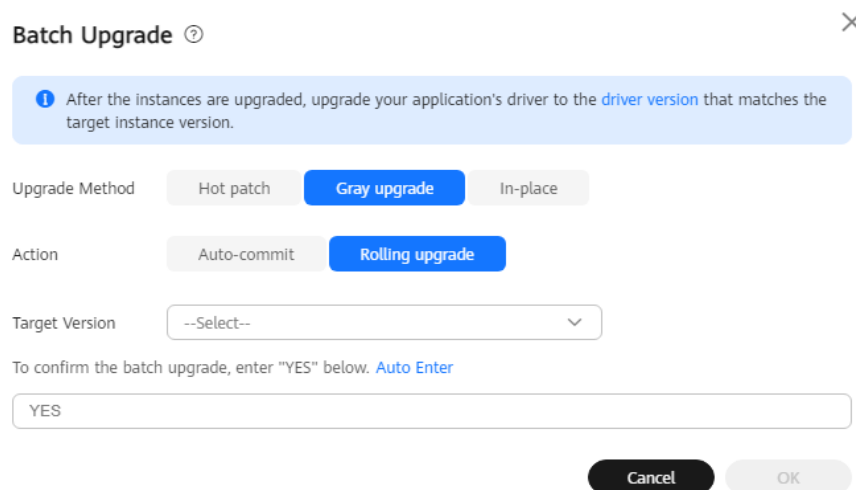 Batch Upgrade
After the instances are upgraded, upgrade your application's driver to the driver version that matches the
target instance version.
Upgrade Method Hot patch Gray upgrade In-place
Action Auto-commit Rolling upgrade
Target Version --Select--
To confirm the batch upgrade, enter "YES" below. Auto Enter
YES
Cancel OK